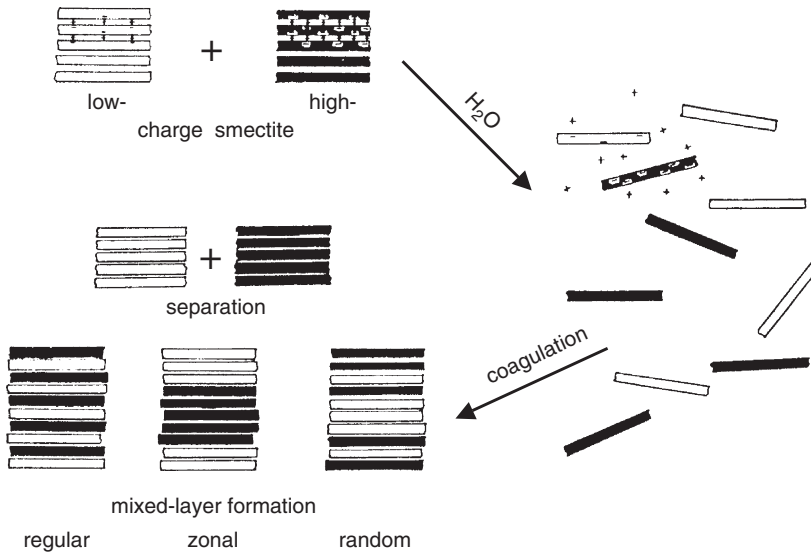 +
low- high-
charge smectite
H₂O
+
separation
coagulation
mixed-layer formation
regular zonal random